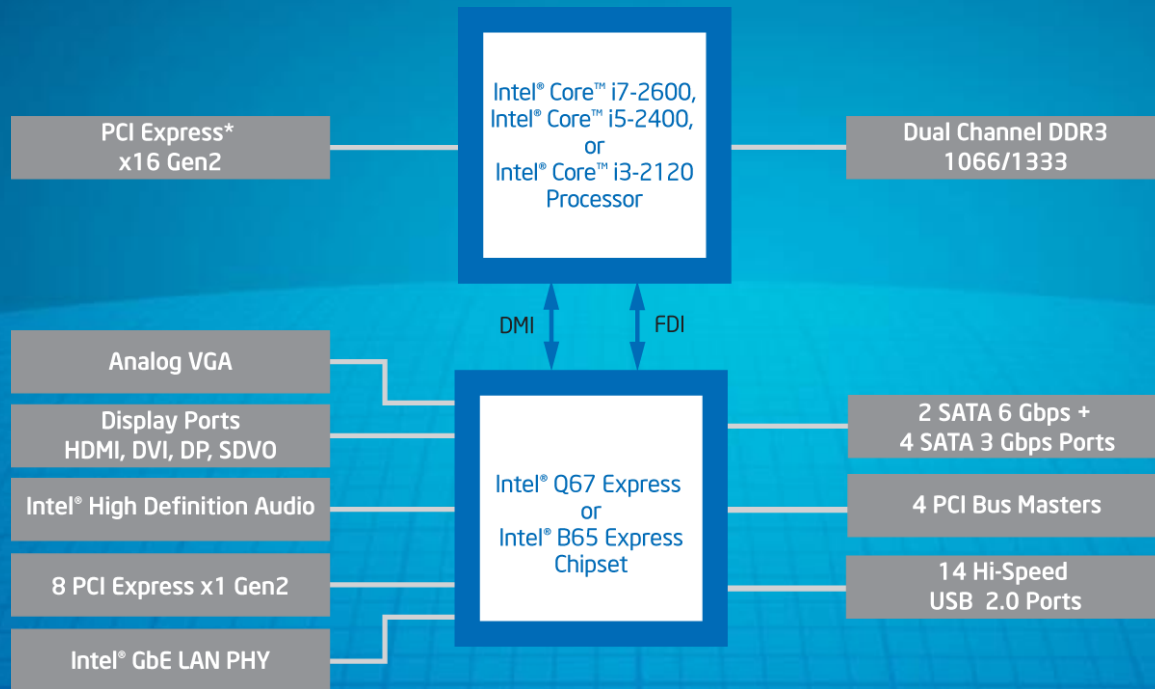 Intel® Core™ i7-2600,
Intel® Core™ i5-2400,
or
Intel® Core™ i3-2120
Processor
PCI Express*
x16 Gen2
Dual Channel DDR3
1066/1333
DMI
FDI
Analog VGA
Display Ports
HDMI, DVI, DP, SDVO
Intel® High Definition Audio
8 PCI Express x1 Gen2
Intel® GbE LAN PHY
Intel® Q67 Express
or
Intel® B65 Express
Chipset
2 SATA 6 Gbps +
4 SATA 3 Gbps Ports
4 PCI Bus Masters
14 Hi-Speed
USB 2.0 Ports